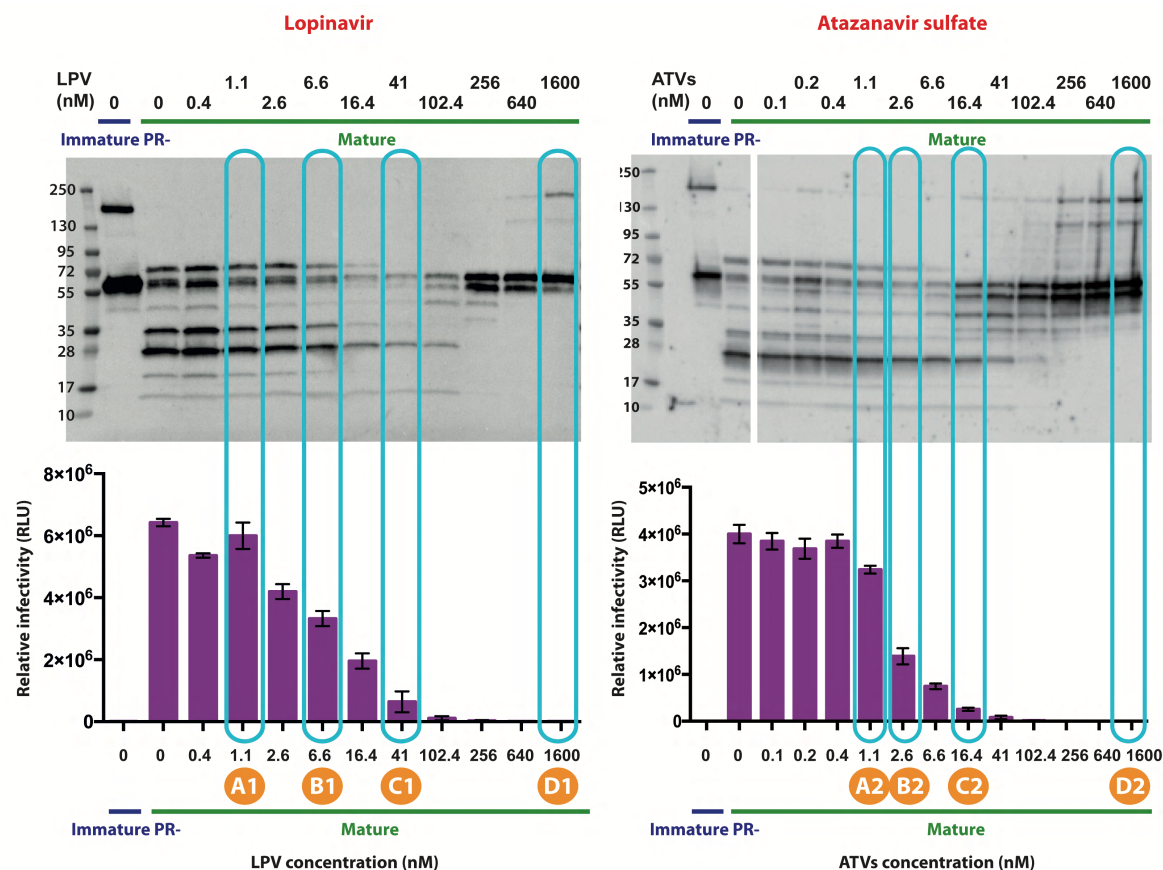 Lopinavir
LPV
(nM)
1.1 6.6 41 256 1600
0 0 0.4 2.6 16.4 102.4 640
Immature PR-
Mature
250
130
95
72
55
35
28
17
10
8×10⁶
6×10⁶
4×10⁶
2×10⁶
0
Relative infectivity (RLU)
0 0 0.4 1.1 2.6 6.6 16.4 41 102.4 256 640 1600
A1 B1 C1 D1
Immature PR-
Mature
LPV concentration (nM)
Atazanavir sulfate
ATVs
(nM)
0.2 1.1 6.6 41 256 1600
0 0 0.1 0.4 2.6 16.4 102.4 640
Immature PR-
Mature
250
130
95
72
55
35
28
17
10
5×10⁶
4×10⁶
3×10⁶
2×10⁶
1×10⁶
0
Relative infectivity (RLU)
0 0 0.1 0.2 0.4 1.1 2.6 6.6 16.4 41 102.4 256 640 1600
A2 B2 C2 D2
Immature PR-
Mature
ATVs concentration (nM)